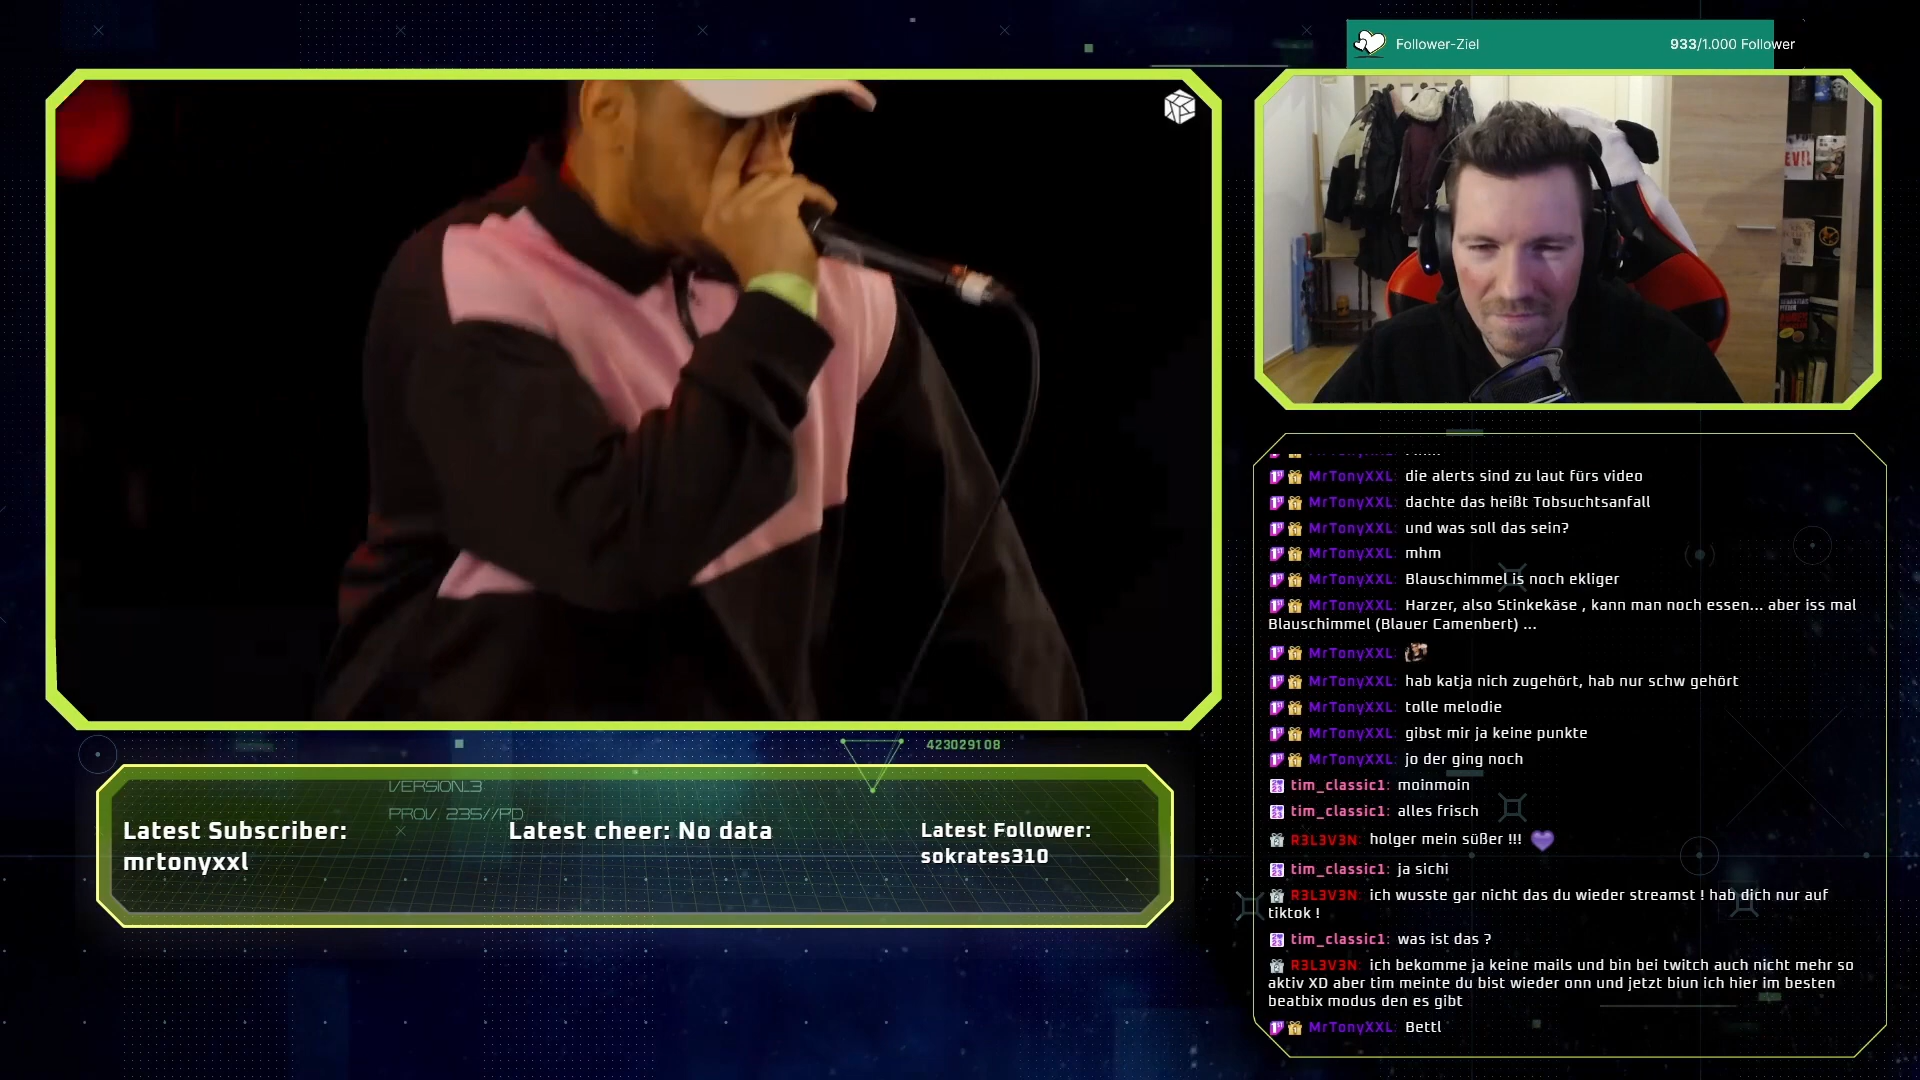 Follower-Ziel 933/1.000 Follower
MrTonyXXL: die alerts sind zu laut fürs video
MrTonyXXL: dachte das heißt Tobsuchtsanfall
MrTonyXXL: und was soll das sein?
MrTonyXXL: mhm
MrTonyXXL: Blauschimmel is noch ekliger
MrTonyXXL: Harzer, also Stinkekäse , kann man noch essen... aber iss mal
Blauschimmel (Blauer Camenbert) ...
MrTonyXXL:
MrTonyXXL: hab katja nich zugehört, hab nur schw gehört
MrTonyXXL: tolle melodie
MrTonyXXL: gibst mir ja keine punkte
MrTonyXXL: jo der ging noch
tim_classic1: moinmoin
tim_classic1: alles frisch
R3L3V3N: holger mein süßer !!!
tim_classic1: ja sichi
R3L3V3N: ich wusste gar nicht das du wieder streamst ! hab dich nur auf
tiktok !
tim_classic1: was ist das ?
R3L3V3N: ich bekomme ja keine mails und bin bei twitch auch nicht mehr so
aktiv XD aber tim meinte du bist wieder onn und jetzt biun ich hier im besten
beatbix modus den es gibt
MrTonyXXL: Bettl
423029108
VERSION_3
PROV. 235//PD
Latest Subscriber:
mrtonyxxl
Latest cheer: No data
Latest Follower:
sokrates310
EVIL